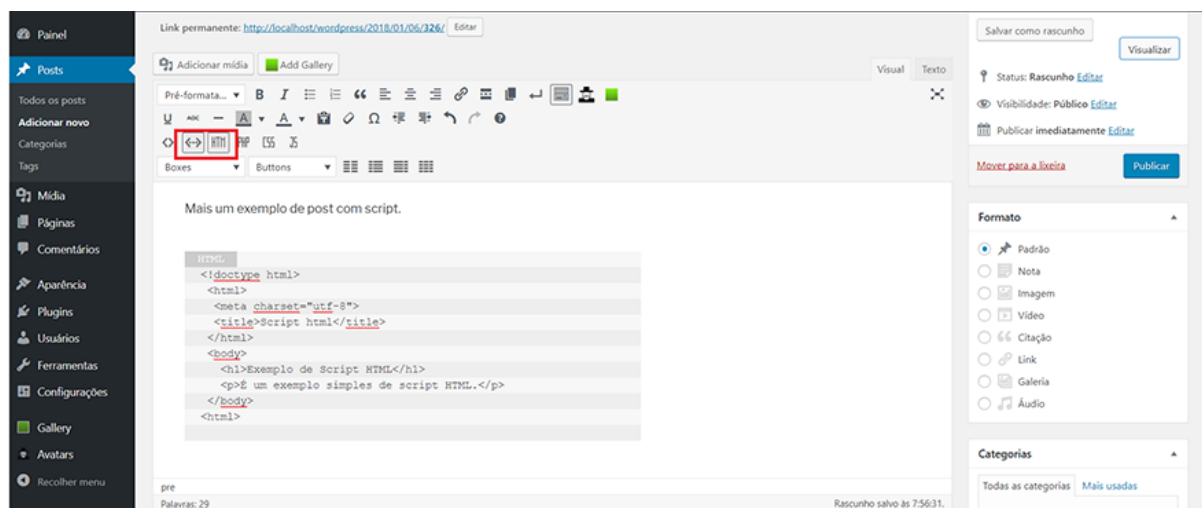 Painel
Posts
Todos os posts
Adicionar novo
Categorias
Tags
Mídia
Páginas
Comentários
Aparência
Plugins
Usuários
Ferramentas
Configurações
Gallery
Avatars
Recolher menu
Link permanente: http://localhost/wordpress/2018/01/06/326/ Editar
Adicionar mídia Add Gallery
Visual Texto
Pré-formata... B I
U ABC A A
HTM PHP CSS JS
Boxes Buttons
Mais um exemplo de post com script.
HTML
<!doctype html>
<html>
<meta charset="utf-8">
<title>Script html</title>
</html>
<body>
<h1>Exemplo de Script HTML</h1>
<p>É um exemplo simples de script HTML.</p>
</body>
<html>
pre
Palavras: 29
Rascunho salvo às 7:56:31.
Salvar como rascunho
Visualizar
Status: Rascunho Editar
Visibilidade: Público Editar
Publicar imediatamente Editar
Mover para a lixeira Publicar
Formato
Padrão
Nota
Imagem
Vídeo
Citação
Link
Galeria
Áudio
Categorias
Todas as categorias Mais usadas